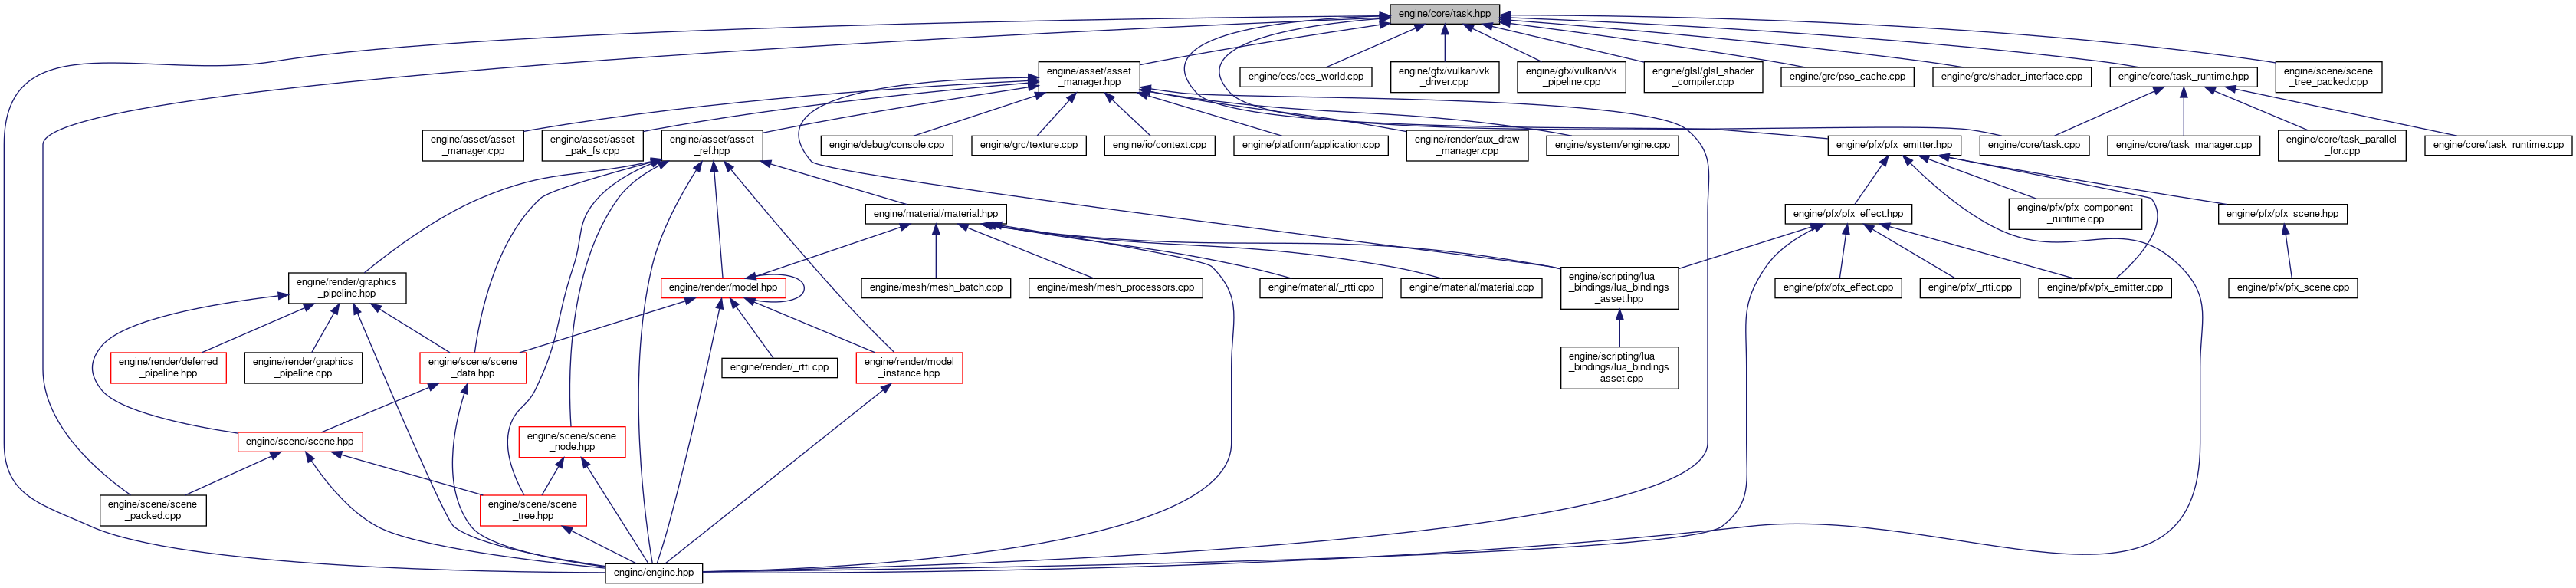 engine/core/task.hpp
engine/asset/asset
_manager.hpp
engine/ecs/ecs_world.cpp
engine/gfx/vulkan/vk
_driver.cpp
engine/gfx/vulkan/vk
_pipeline.cpp
engine/glsl/glsl_shader
_compiler.cpp
engine/grc/pso_cache.cpp
engine/grc/shader_interface.cpp
engine/core/task_runtime.hpp
engine/scene/scene
_tree_packed.cpp
engine/asset/asset
_manager.cpp
engine/asset/asset
_pak_fs.cpp
engine/asset/asset
_ref.hpp
engine/debug/console.cpp
engine/grc/texture.cpp
engine/io/context.cpp
engine/platform/application.cpp
engine/render/aux_draw
_manager.cpp
engine/system/engine.cpp
engine/pfx/pfx_emitter.hpp
engine/core/task.cpp
engine/core/task_manager.cpp
engine/core/task_parallel
_for.cpp
engine/core/task_runtime.cpp
engine/material/material.hpp
engine/pfx/pfx_effect.hpp
engine/pfx/pfx_component
_runtime.cpp
engine/pfx/pfx_scene.hpp
engine/render/graphics
_pipeline.hpp
engine/render/model.hpp
engine/mesh/mesh_batch.cpp
engine/mesh/mesh_processors.cpp
engine/material/_rtti.cpp
engine/material/material.cpp
engine/scripting/lua
_bindings/lua_bindings
_asset.hpp
engine/pfx/pfx_effect.cpp
engine/pfx/_rtti.cpp
engine/pfx/pfx_emitter.cpp
engine/pfx/pfx_scene.cpp
engine/render/deferred
_pipeline.hpp
engine/render/graphics
_pipeline.cpp
engine/scene/scene
_data.hpp
engine/render/_rtti.cpp
engine/render/model
_instance.hpp
engine/scripting/lua
_bindings/lua_bindings
_asset.cpp
engine/scene/scene.hpp
engine/scene/scene
_node.hpp
engine/scene/scene
_packed.cpp
engine/scene/scene
_tree.hpp
engine/engine.hpp